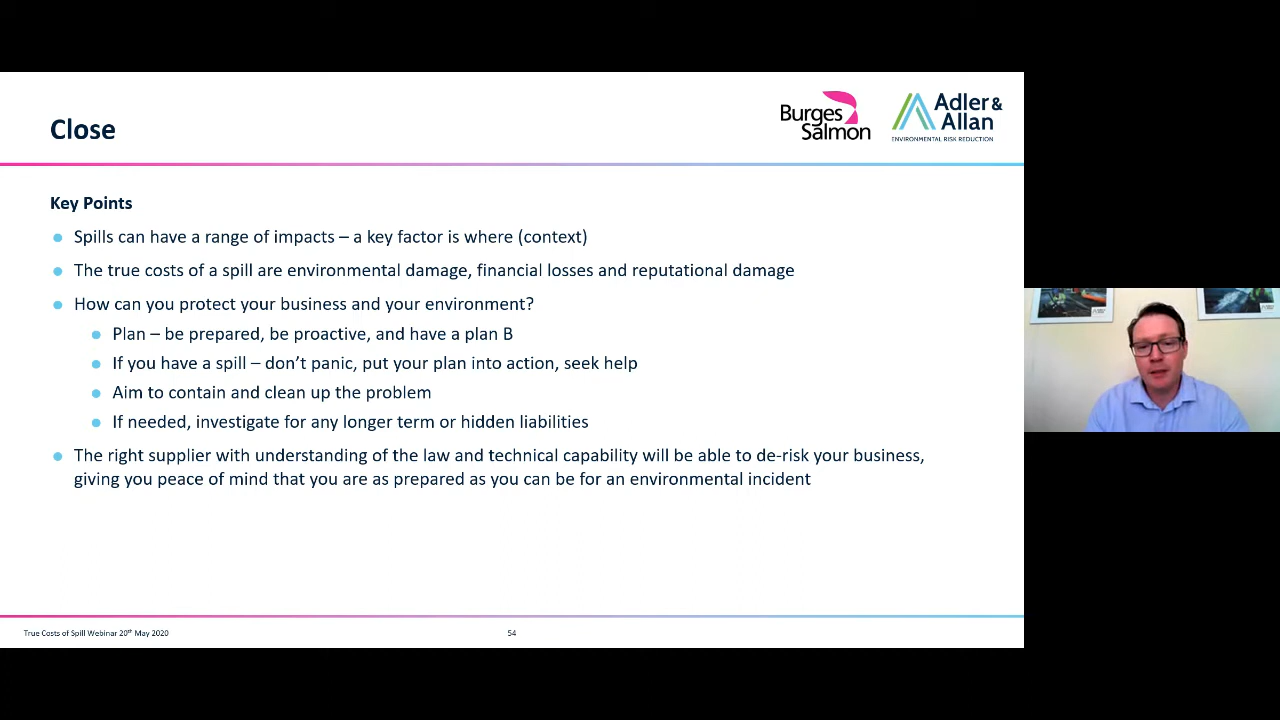 Close
Burges
Salmon
Adler &
Allan
ENVIRONMENTAL RISK REDUCTION
Key Points
Spills can have a range of impacts – a key factor is where (context)
The true costs of a spill are environmental damage, financial losses and reputational damage
How can you protect your business and your environment?
Plan – be prepared, be proactive, and have a plan B
If you have a spill – don’t panic, put your plan into action, seek help
Aim to contain and clean up the problem
If needed, investigate for any longer term or hidden liabilities
The right supplier with understanding of the law and technical capability will be able to de-risk your business,
giving you peace of mind that you are as prepared as you can be for an environmental incident
True Costs of Spill Webinar 20th May 2020
54